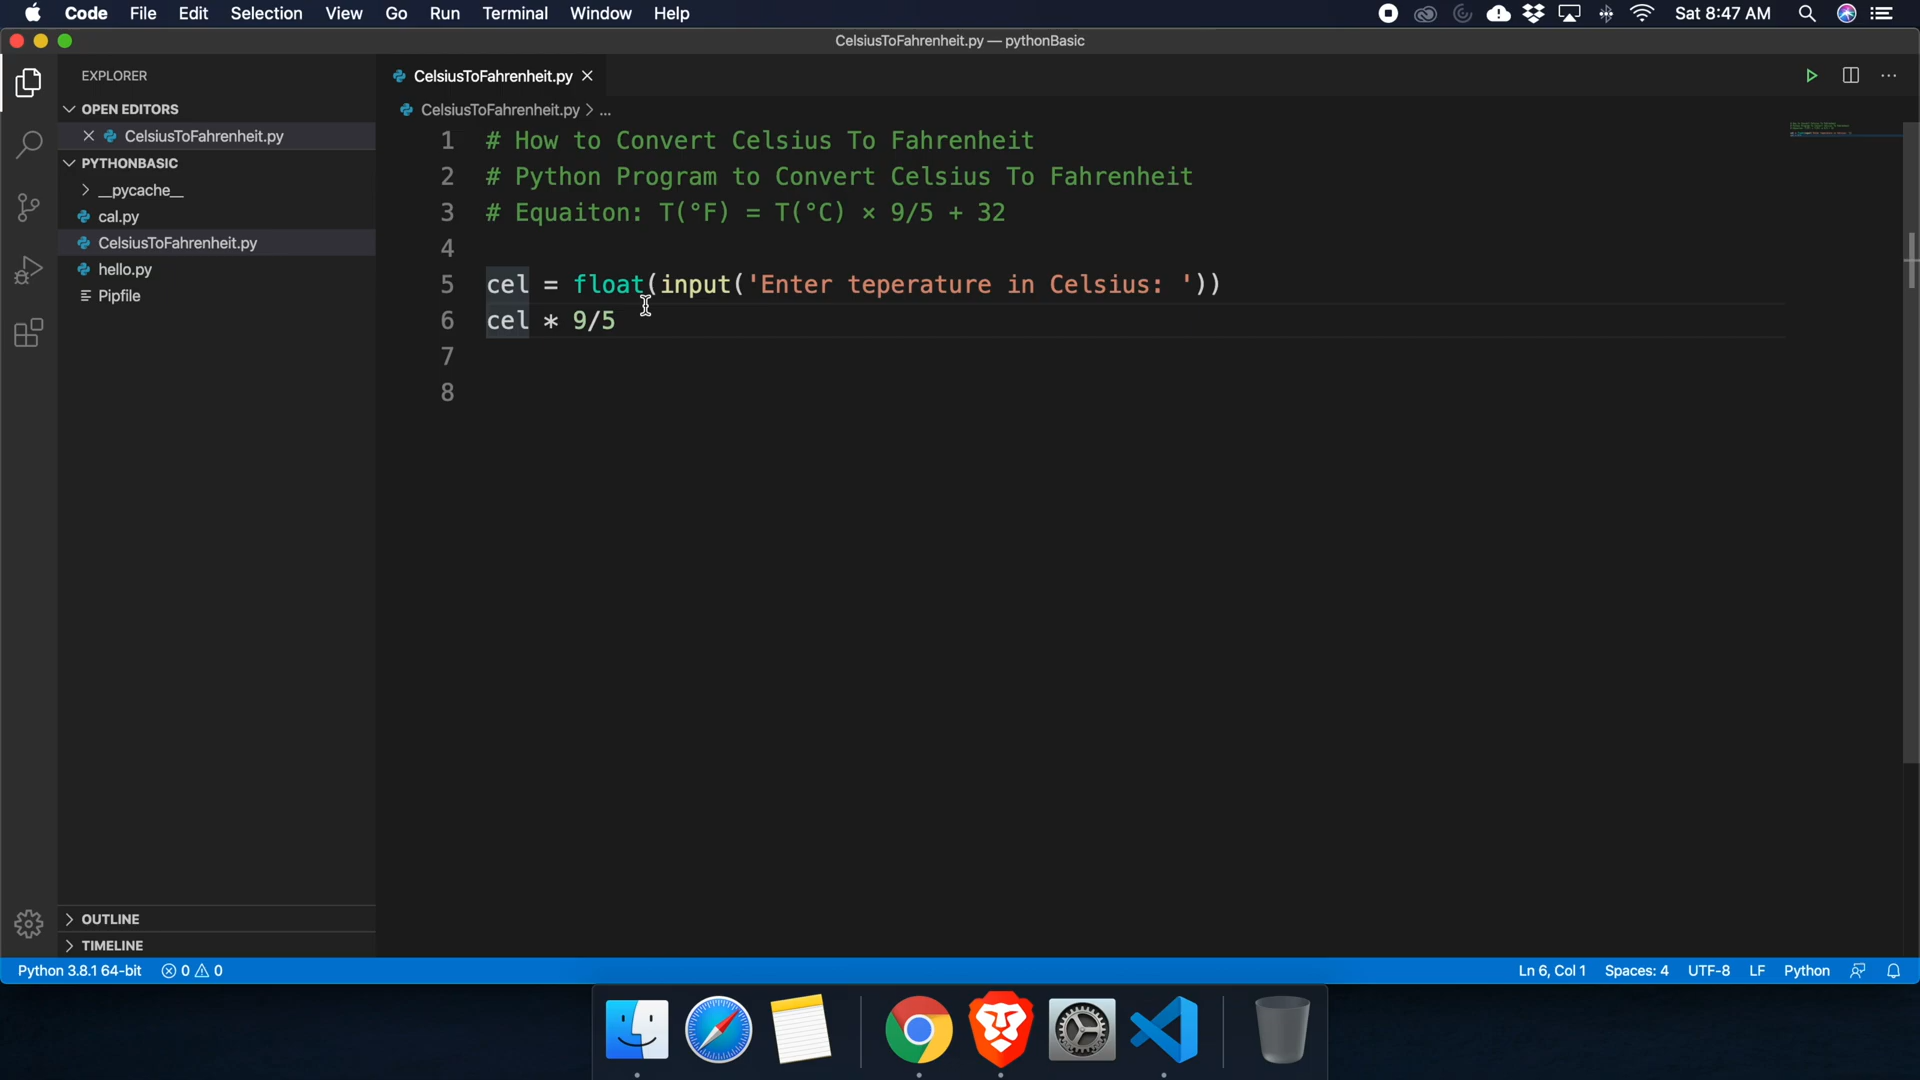 Code File Edit Selection View Go Run Terminal Window Help Sat 8:47 AM
CelsiusToFahrenheit.py — pythonBasic
EXPLORER
OPEN EDITORS
CelsiusToFahrenheit.py
PYTHONBASIC
__pycache__
cal.py
CelsiusToFahrenheit.py
hello.py
Pipfile
OUTLINE
TIMELINE
CelsiusToFahrenheit.py
CelsiusToFahrenheit.py > ...
1 # How to Convert Celsius To Fahrenheit
2 # Python Program to Convert Celsius To Fahrenheit
3 # Equaiton: T(°F) = T(°C) × 9/5 + 32
4
5 cel = float(input('Enter teperature in Celsius: '))
6 cel * 9/5
7
8
Python 3.8.1 64-bit 0 0 Ln 6, Col 1 Spaces: 4 UTF-8 LF Python